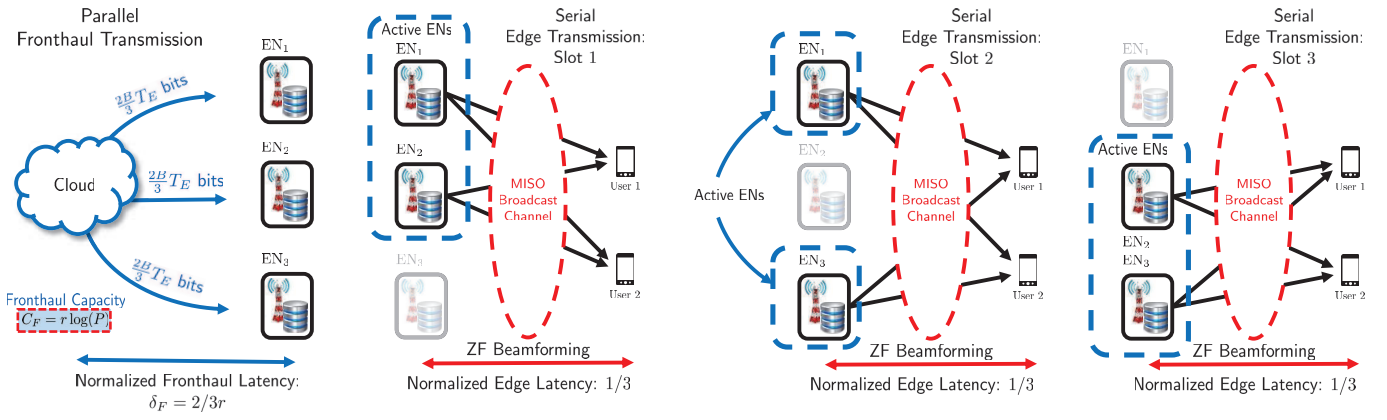 Parallel
Fronthaul Transmission
EN₁
2B/3 T_E bits
Cloud
EN₂
2B/3 T_E bits
EN₃
2B/3 T_E bits
Fronthaul Capacity
C_F = r log(P)
Normalized Fronthaul Latency:
δ_F = 2/3r
Active ENs
EN₁
EN₂
EN₃
Serial
Edge Transmission:
Slot 1
MISO
Broadcast
Channel
User 1
User 2
ZF Beamforming
Normalized Edge Latency: 1/3
Active ENs
EN₁
EN₂
EN₃
Serial
Edge Transmission:
Slot 2
MISO
Broadcast
Channel
User 1
User 2
ZF Beamforming
Normalized Edge Latency: 1/3
EN₁
Active ENs
EN₂
EN₃
Serial
Edge Transmission:
Slot 3
MISO
Broadcast
Channel
User 1
User 2
ZF Beamforming
Normalized Edge Latency: 1/3